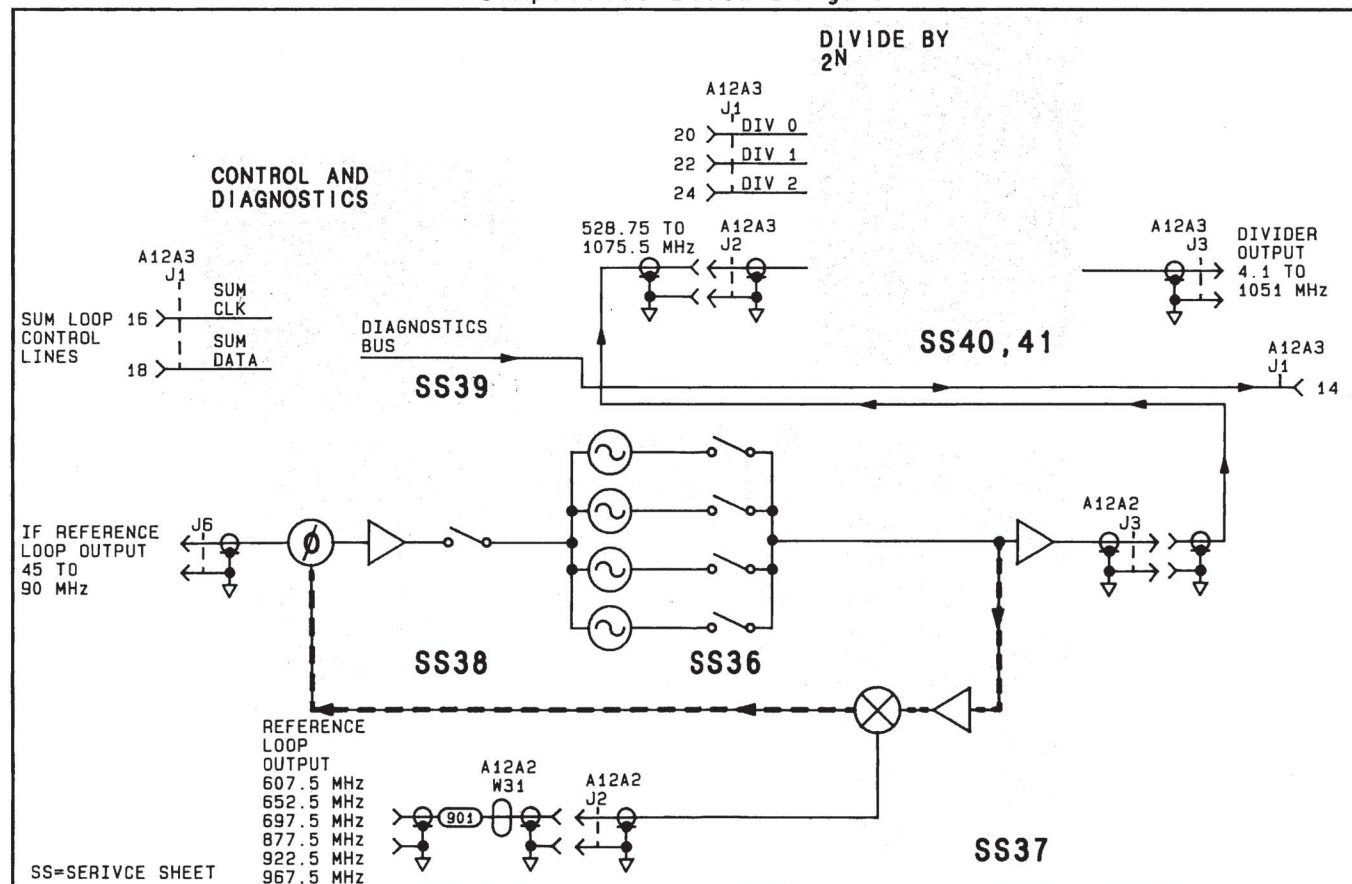 DIVIDE BY
2N
A12A3
J1
20 DIV 0
22 DIV 1
24 DIV 2
CONTROL AND
DIAGNOSTICS
528.75 TO
1075.5 MHz
A12A3
J2
A12A3
J3
DIVIDER
OUTPUT
4.1 TO
1051 MHz
A12A3
J1
SUM LOOP
CONTROL
LINES
16
SUM
CLK
18
SUM
DATA
DIAGNOSTICS
BUS
SS39
SS40,41
A12A3
J1
14
IF REFERENCE
LOOP OUTPUT
45 TO
90 MHz
J6
ø
A12A2
J3
SS38
SS36
REFERENCE
LOOP
OUTPUT
607.5 MHz
652.5 MHz
697.5 MHz
877.5 MHz
922.5 MHz
967.5 MHz
901
A12A2
W31
A12A2
J2
SS37
SS=SERIVCE SHEET